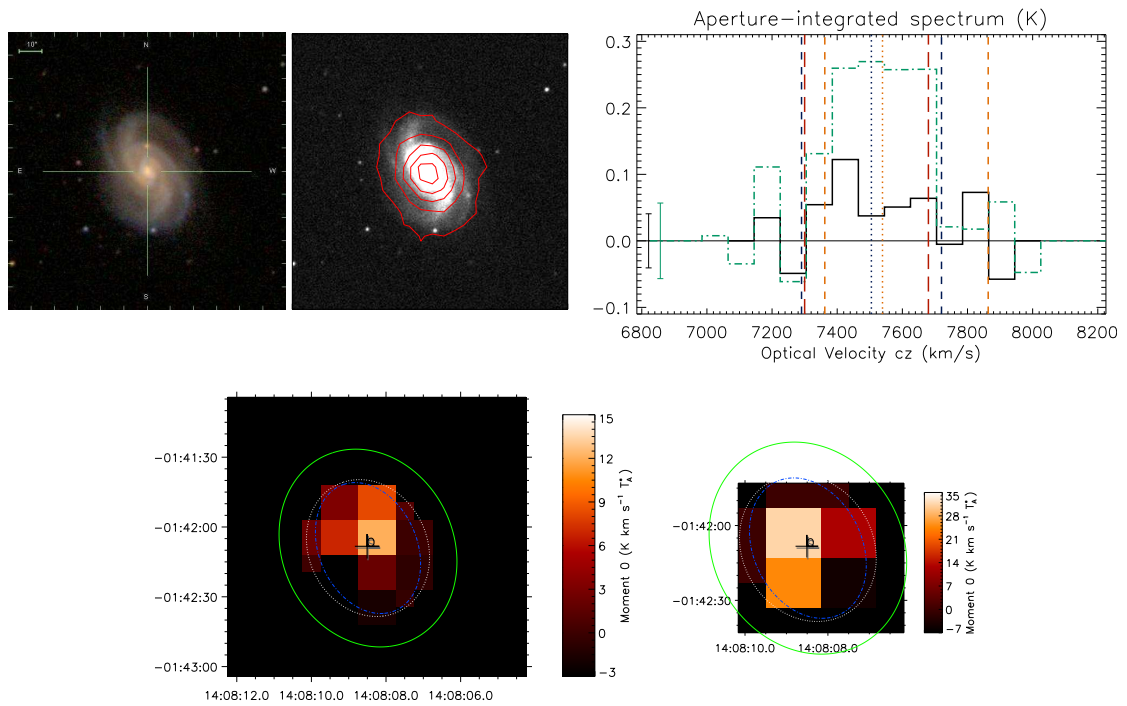 10"
N
E
W
S
Aperture-integrated spectrum (K)
0.3
0.2
0.1
0.0
-0.1
6800 7000 7200 7400 7600 7800 8000 8200
Optical Velocity cz (km/s)
-01:41:30
-01:42:00
-01:42:30
-01:43:00
14:08:12.0 14:08:10.0 14:08:08.0 14:08:06.0
15
12
9
6
3
0
-3
Moment 0 (K km s⁻¹ T*A)
-01:42:00
-01:42:30
14:08:10.0 14:08:08.0
35
28
21
14
7
0
-7
Moment 0 (K km s⁻¹ T*A)